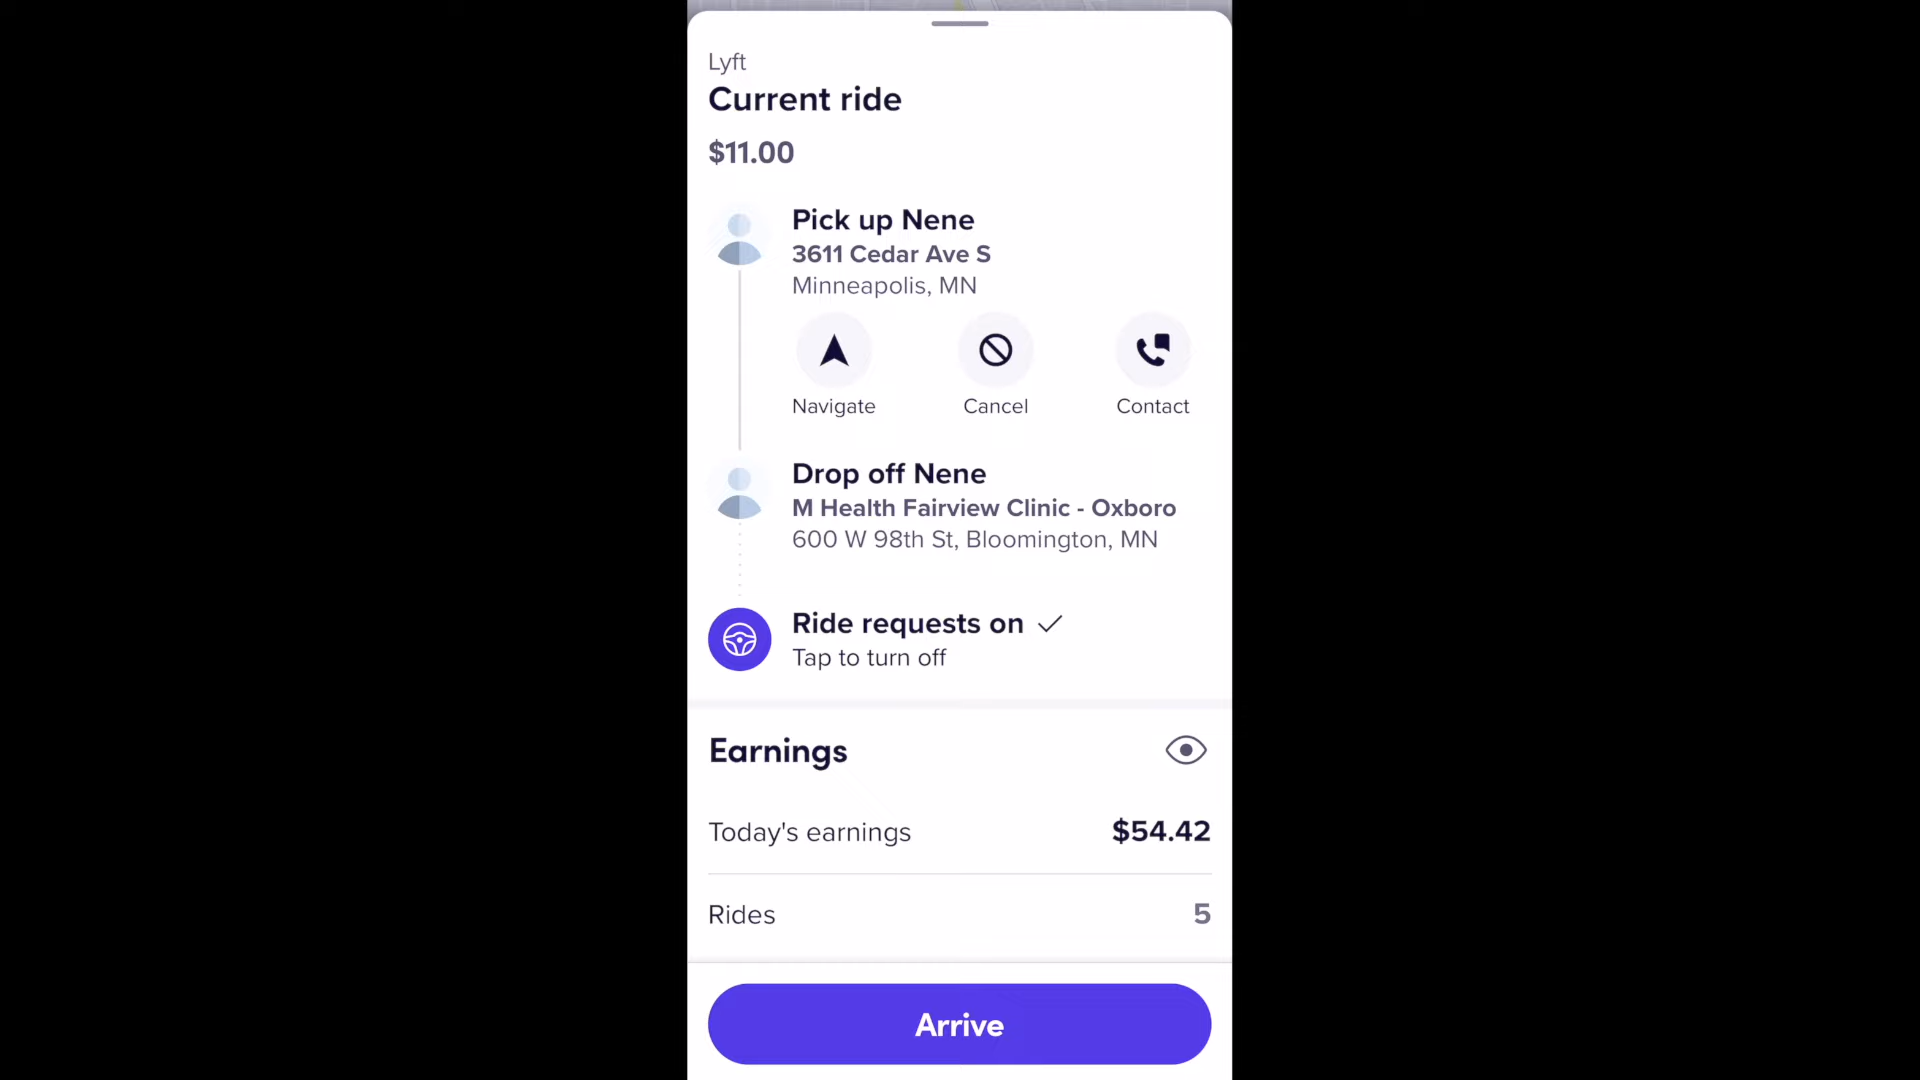 Lyft
Current ride
$11.00
Pick up Nene
3611 Cedar Ave S
Minneapolis, MN
Navigate
Cancel
Contact
Drop off Nene
M Health Fairview Clinic - Oxboro
600 W 98th St, Bloomington, MN
Ride requests on
Tap to turn off
Earnings
Today's earnings $54.42
Rides 5
Arrive